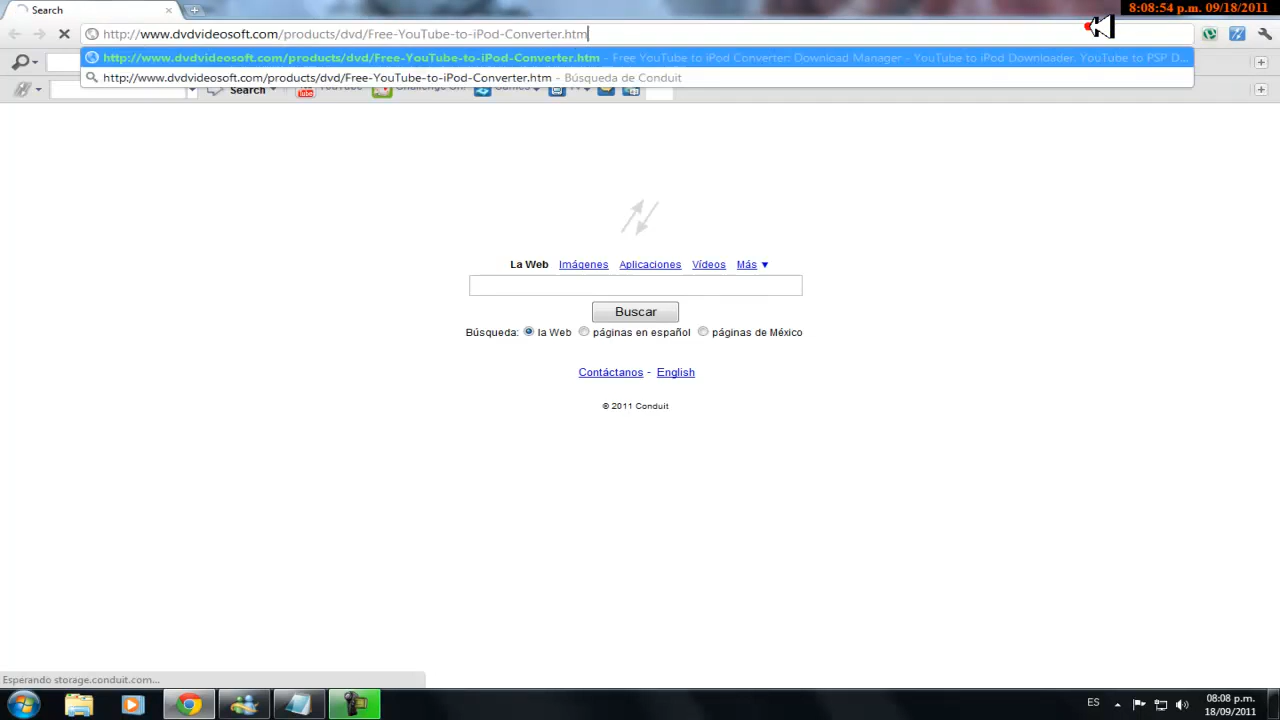 8:08:54 p.m. 09/18/2011
Search
http://www.dvdvideosoft.com/products/dvd/Free-YouTube-to-iPod-Converter.htm
http://www.dvdvideosoft.com/products/dvd/Free-YouTube-to-iPod-Converter.htm - Free YouTube to iPod Converter: Download Manager - YouTube to iPod Downloader. YouTube to PSP D...
http://www.dvdvideosoft.com/products/dvd/Free-YouTube-to-iPod-Converter.htm - Búsqueda de Conduit
Search YouTube Challenge Games TV
La Web Imágenes Aplicaciones Vídeos Más
Buscar
Búsqueda: la Web páginas en español páginas de México
Contáctanos - English
© 2011 Conduit
Esperando storage.conduit.com...
ES 08:08 p.m.
18/09/2011